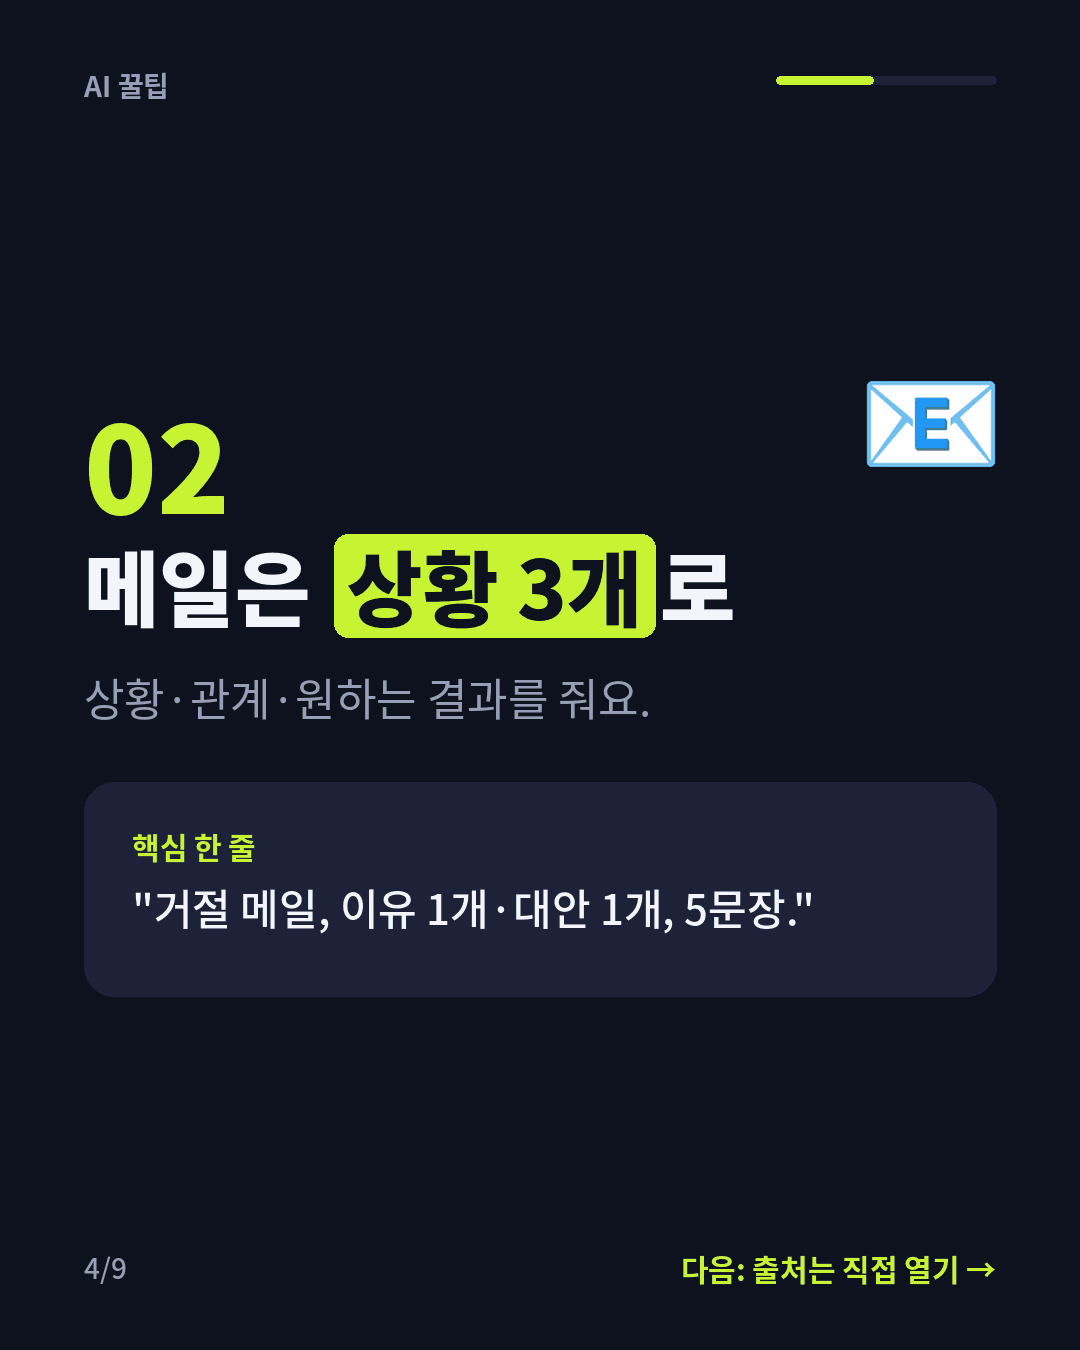 AI 꿀팁
02
메일은 상황 3개로
상황·관계·원하는 결과를 줘요.
핵심 한 줄
"거절 메일, 이유 1개·대안 1개, 5문장."
4/9
다음: 출처는 직접 열기 →